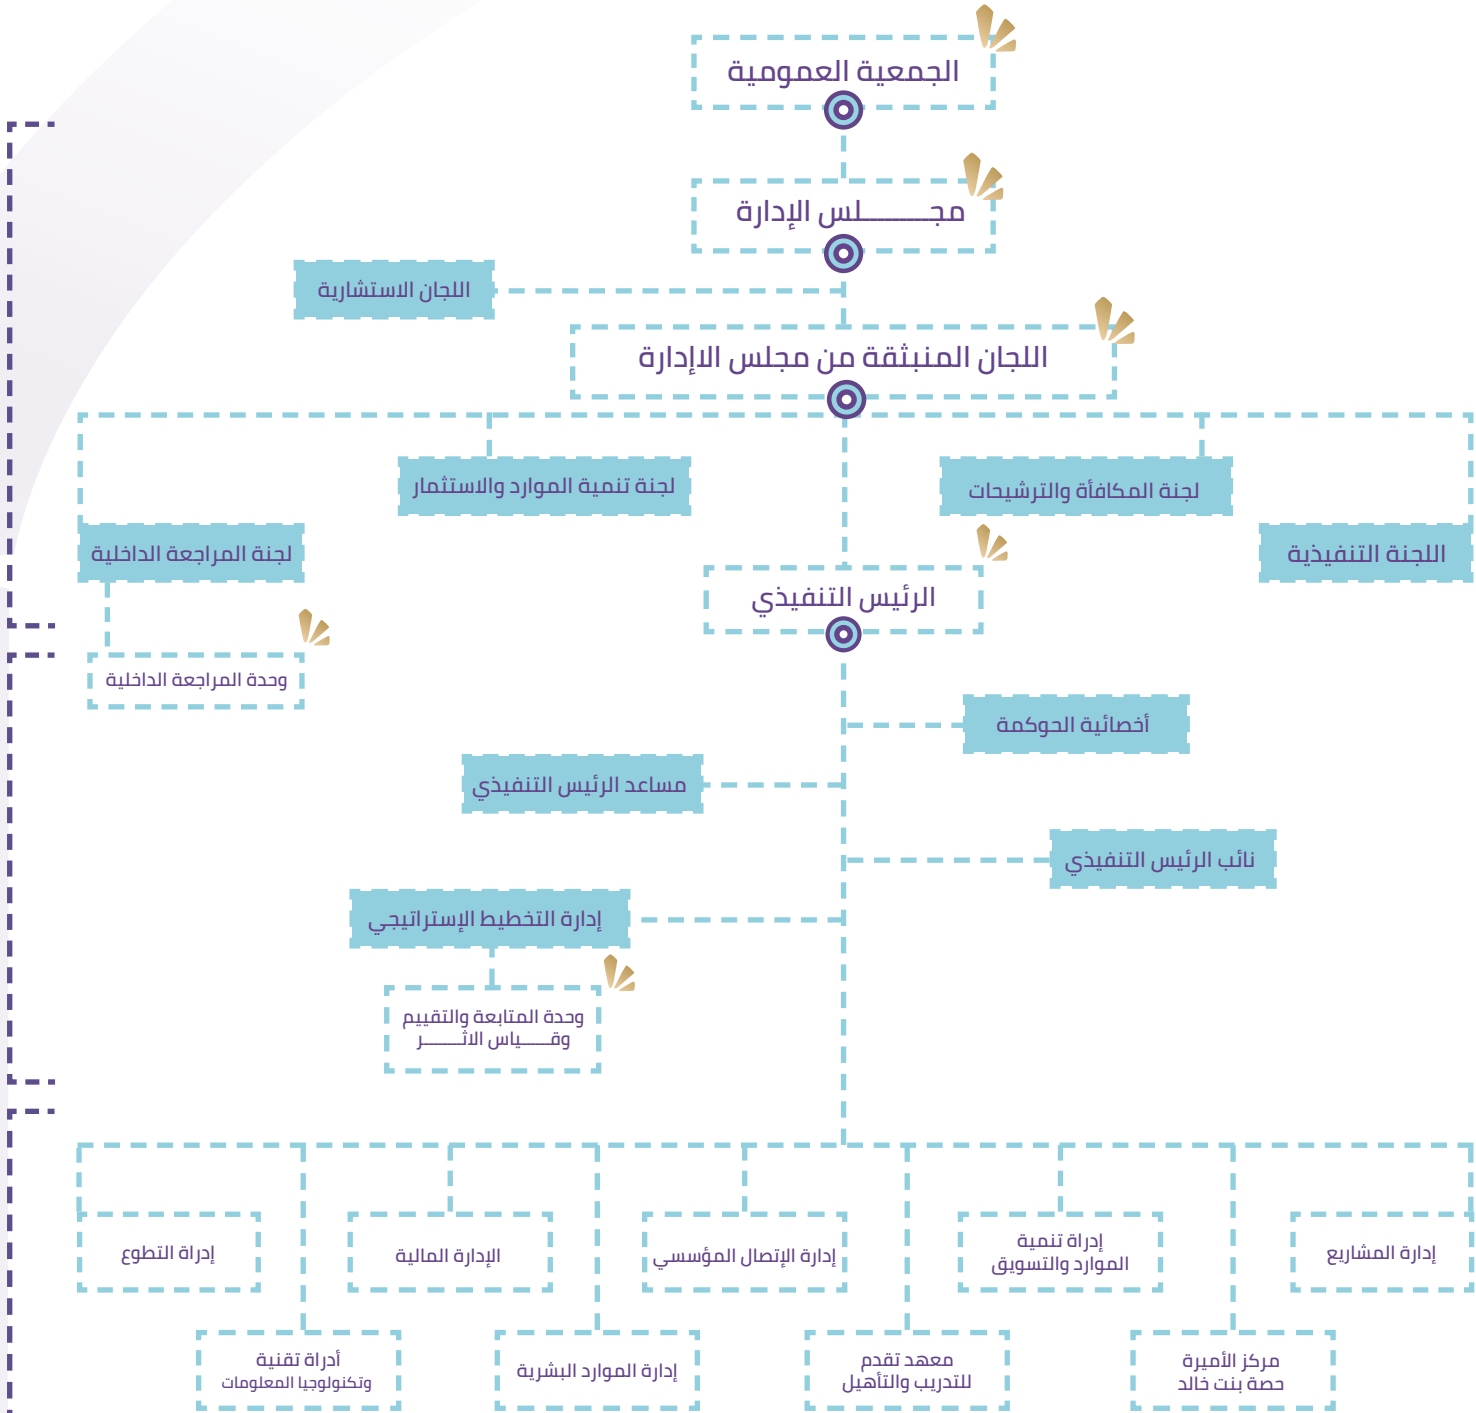 الجمعية العمومية
مجـــــــلس الإدارة
اللجان الاستشارية
اللجان المنبثقة من مجلس الاإدارة
لجنة المكافأة والترشيحات
لجنة تنمية الموارد والاستثمار
اللجنة التنفيذية
لجنة المراجعة الداخلية
الرئيس التنفيذي
وحدة المراجعة الداخلية
أخصائية الحوكمة
مساعد الرئيس التنفيذي
نائب الرئيس التنفيذي
إدارة التخطيط الإستراتيجي
وحدة المتابعة والتقييم
وقـــــياس الاثـــــــر
إدارة المشاريع
إدراة تنمية
الموارد والتسويق
إدارة الإتصال المؤسسي
الإدارة المالية
إدراة التطوع
مركز الأميرة
حصة بنت خالد
معهد تقدم
للتدريب والتأهيل
إدارة الموارد البشرية
أدراة تقنية
وتكنولوجيا المعلومات